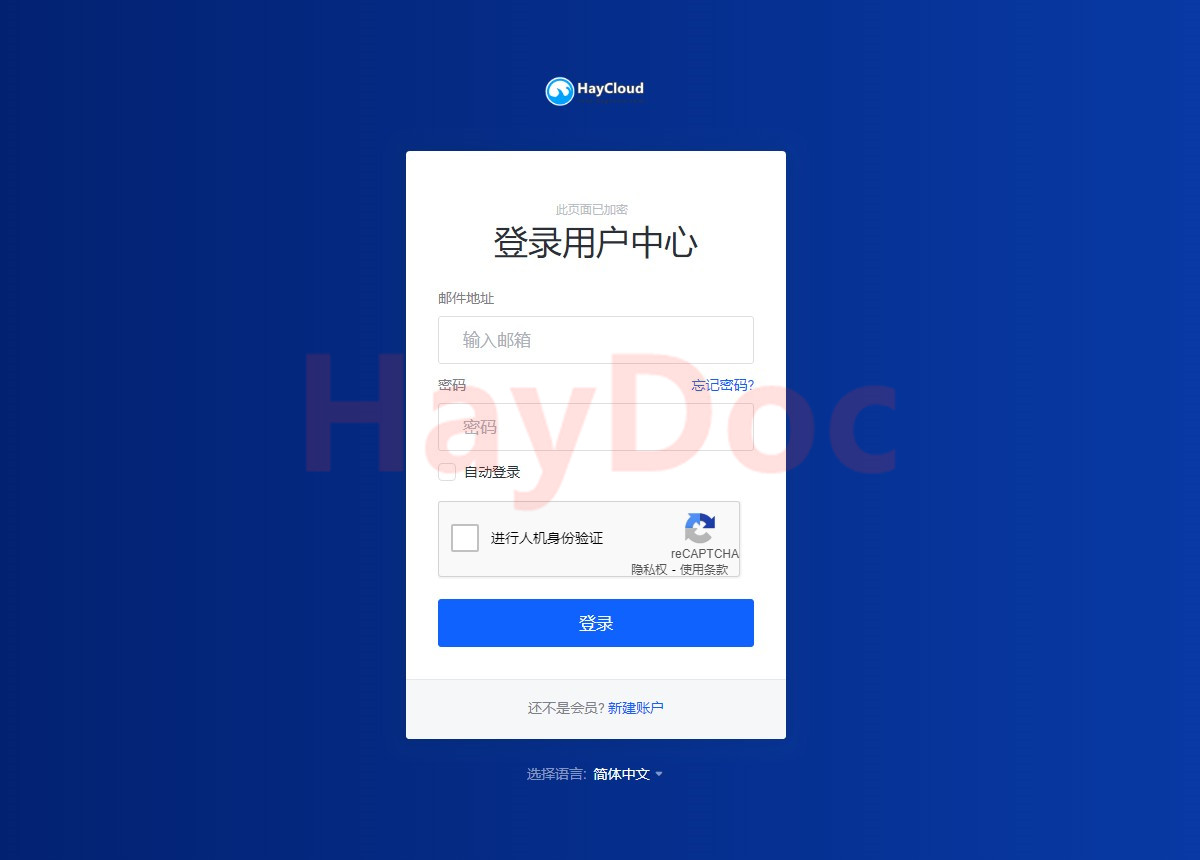 HayCloud
此页面已加密
登录用户中心
邮件地址
输入邮箱
密码 忘记密码?
密码
HayDoc
自动登录
进行人机身份验证
reCAPTCHA
隐私权 - 使用条款
登录
还不是会员? 新建账户
选择语言: 简体中文